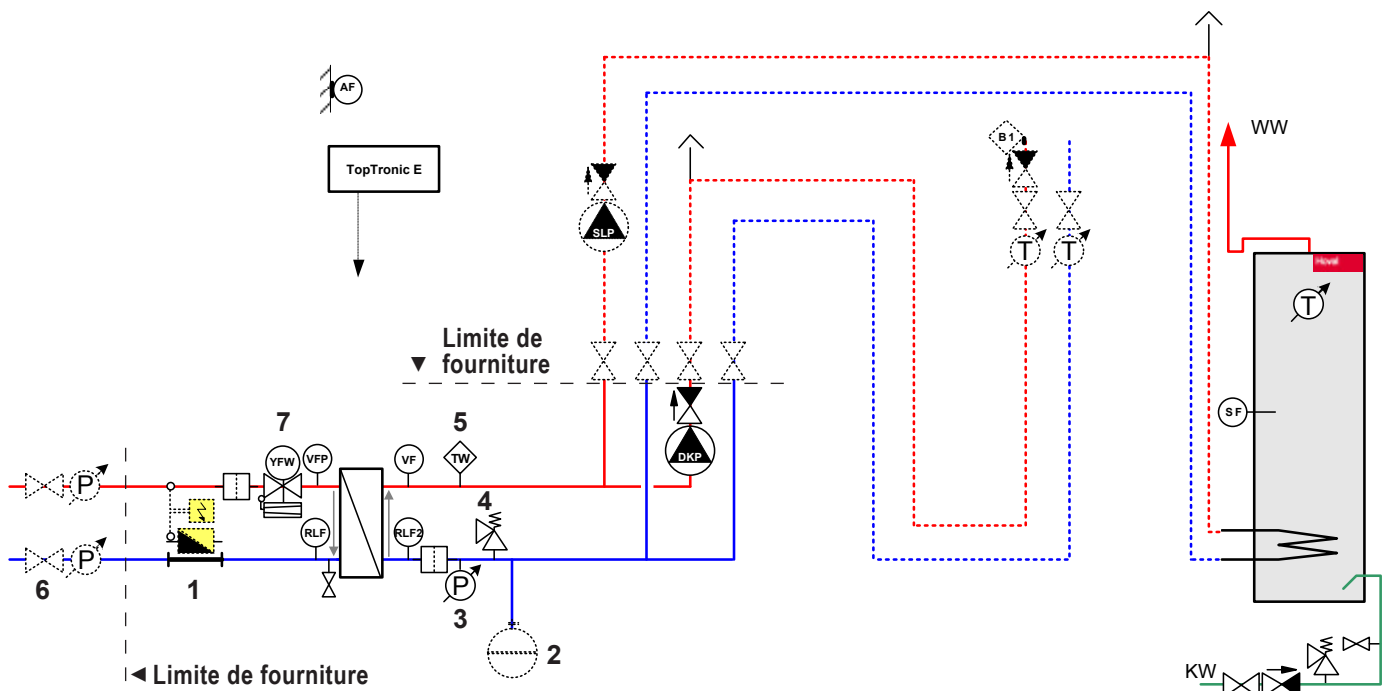 AF
WW
B1
TopTronic E
SLP
T
T
Hoval
T
Limite de
▼ fourniture
SF
7
5
YFW
VFP
VF
TW
DKP
P
4
RLF
RLF2
P
P
6
1
3
2
◄ Limite de fourniture
KW